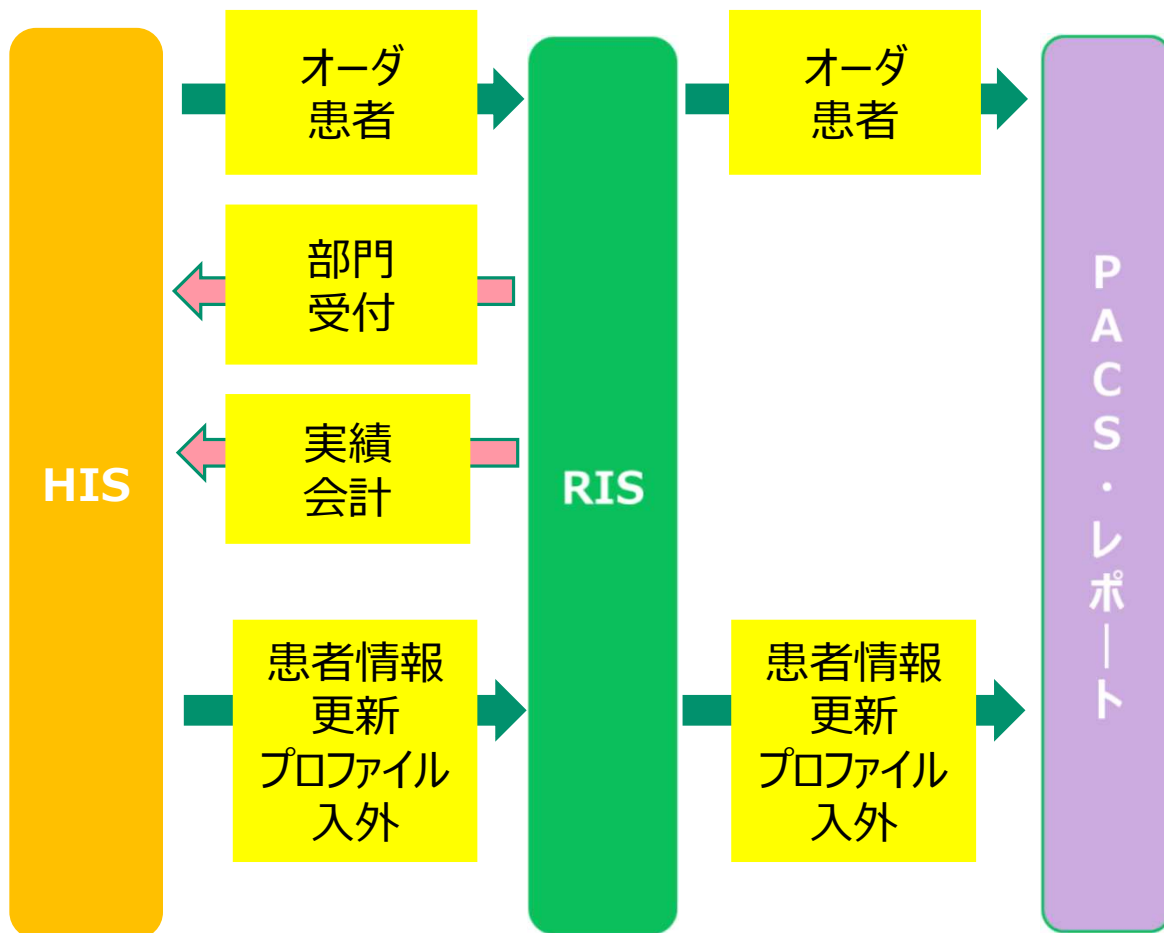 オーダ
患者
オーダ
患者
部門
受付
実績
会計
HIS
RIS
PACS・レポート
患者情報
更新
プロファイル
入外
患者情報
更新
プロファイル
入外